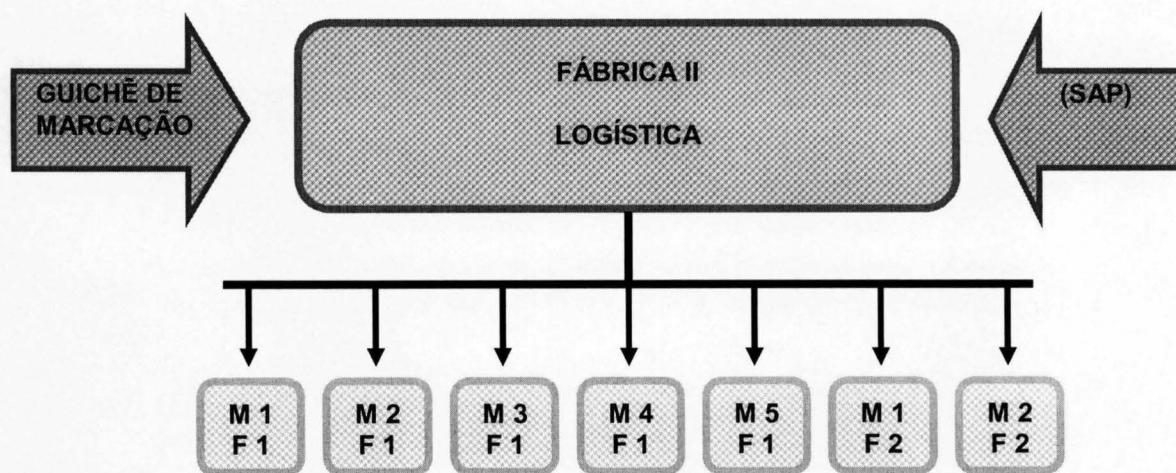 GUICHÊ DE
MARCAÇÃO
FÁBRICA II
LOGÍSTICA
(SAP)
M 1
F 1
M 2
F 1
M 3
F 1
M 4
F 1
M 5
F 1
M 1
F 2
M 2
F 2